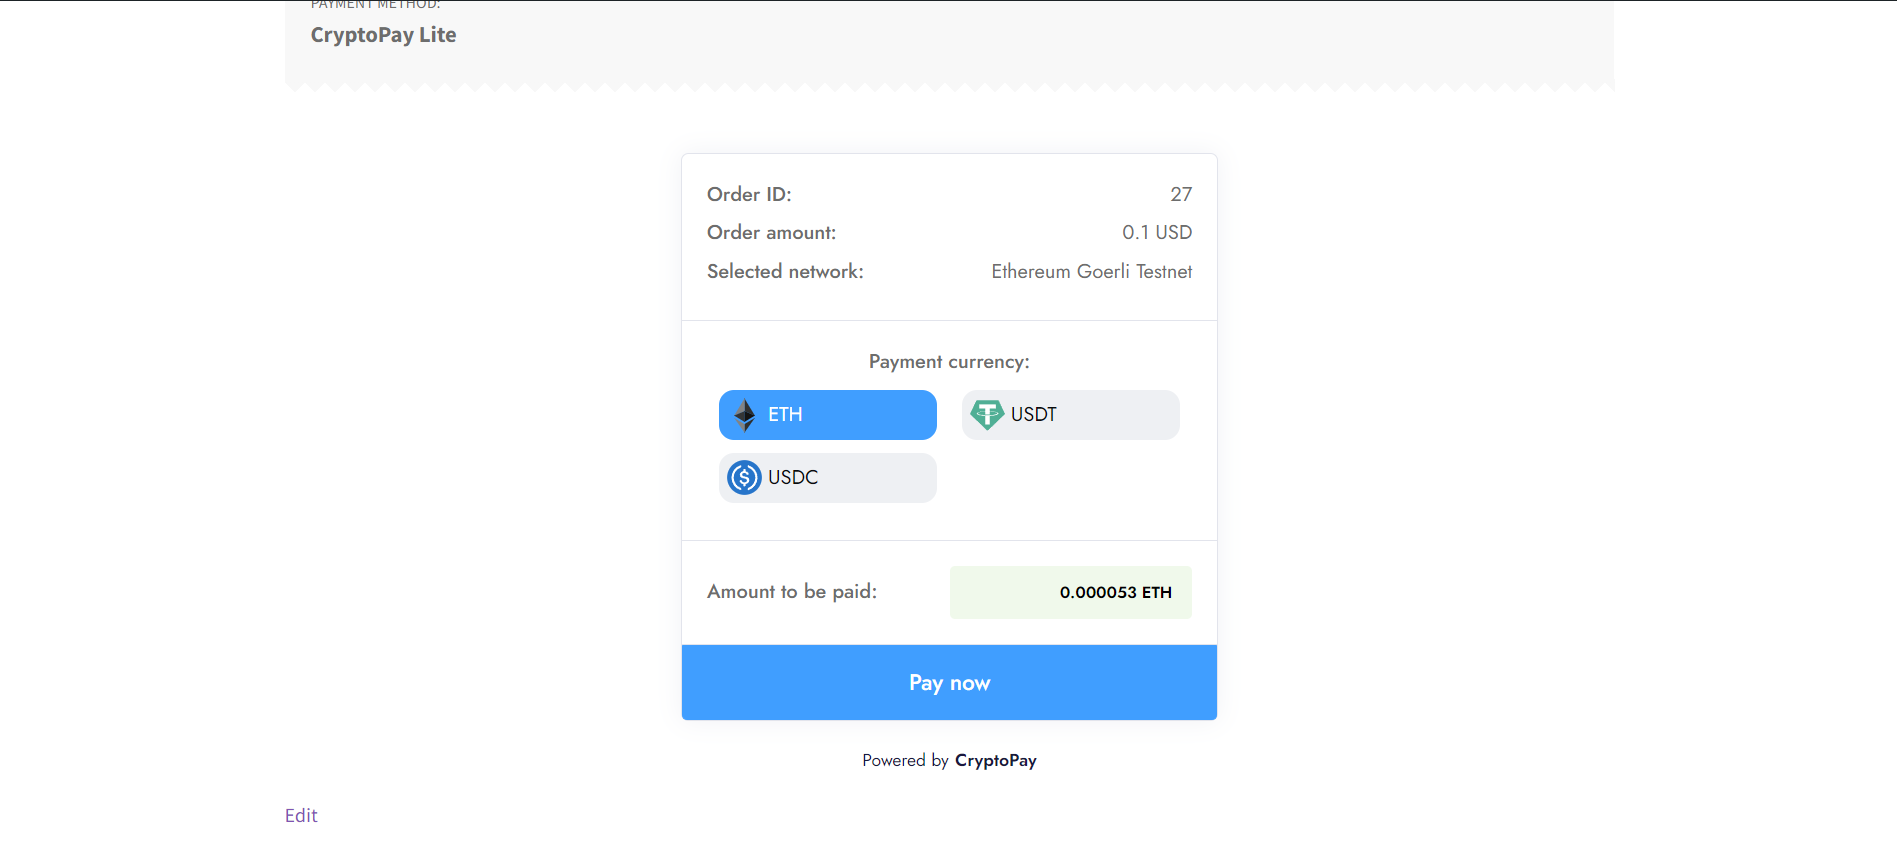 PAYMENT METHOD:
CryptoPay Lite
Order ID: 27
Order amount: 0.1 USD
Selected network: Ethereum Goerli Testnet
Payment currency:
ETH USDT
USDC
Amount to be paid: 0.000053 ETH
Pay now
Powered by CryptoPay
Edit